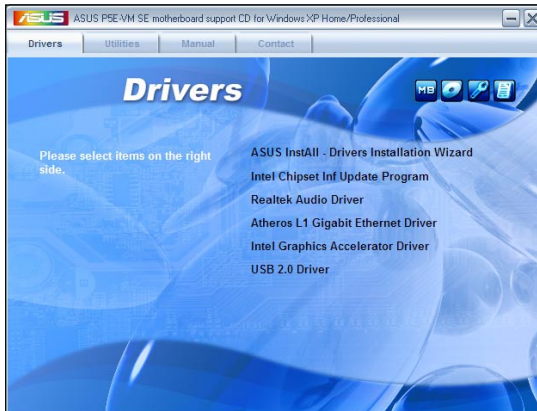 ASUS ASUS P5E-VM SE motherboard support CD for Windows XP Home/Professional
Drivers Utilities Manual Contact
Drivers
MB
Please select items on the right
side.
ASUS InstAll - Drivers Installation Wizard
Intel Chipset Inf Update Program
Realtek Audio Driver
Atheros L1 Gigabit Ethernet Driver
Intel Graphics Accelerator Driver
USB 2.0 Driver